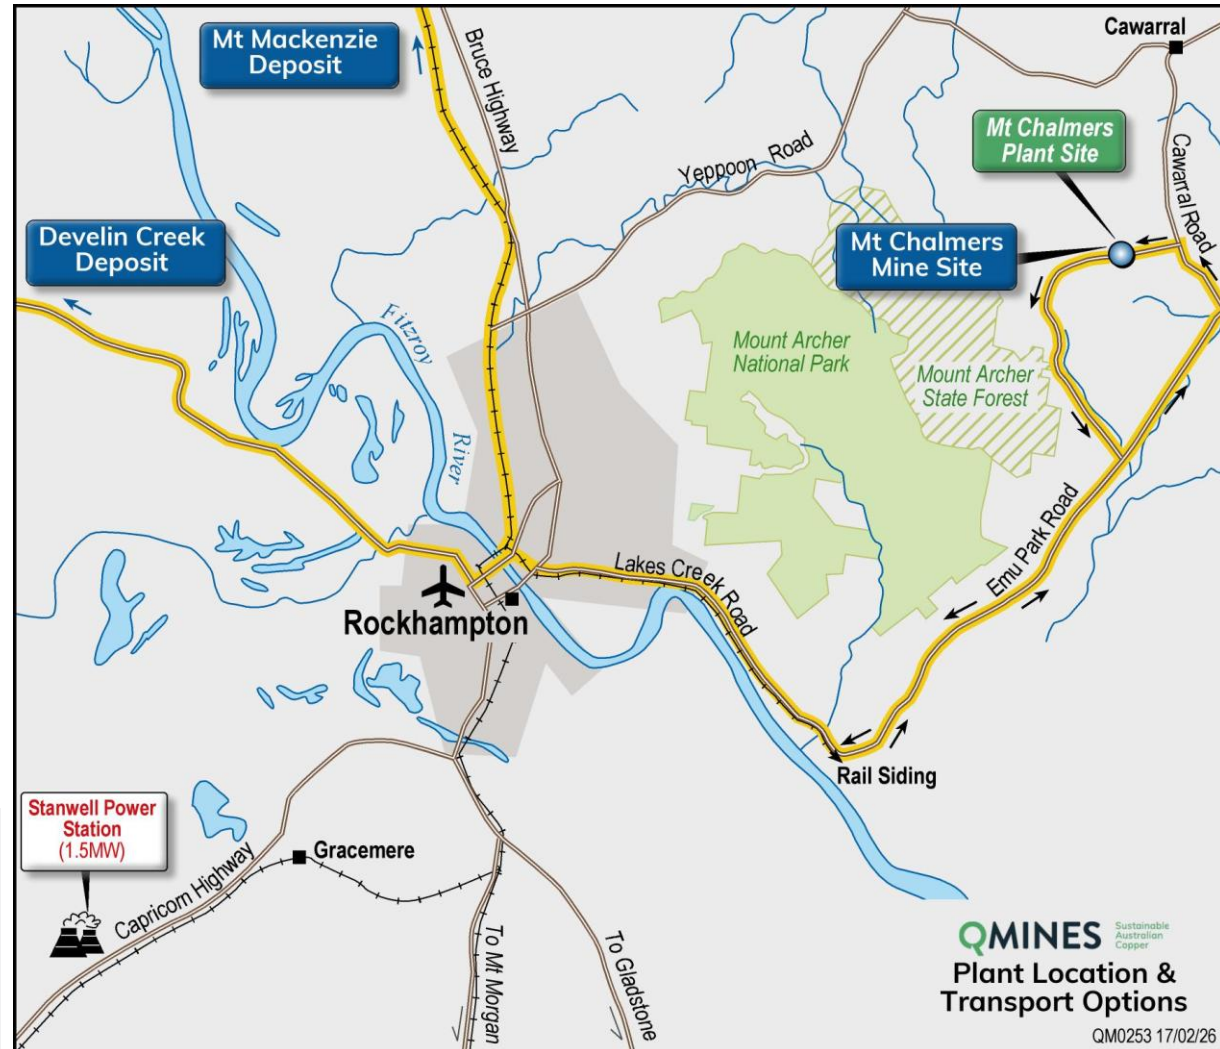 Mt Mackenzie
Deposit
Bruce Highway
Cawarral
Mt Chalmers
Plant Site
Yeppoon Road
Cawarral Road
Develin Creek
Deposit
Mt Chalmers
Mine Site
Fitzroy
River
Mount Archer
National Park
Mount Archer
State Forest
Lakes Creek Road
Emu Park Road
Rockhampton
Rail Siding
Stanwell Power
Station
(1.5MW)
Gracemere
Capricorn Highway
To Mt Morgan
To Gladstone
QMINES
Sustainable
Australian
Copper
Plant Location &
Transport Options
QM0253 17/02/26